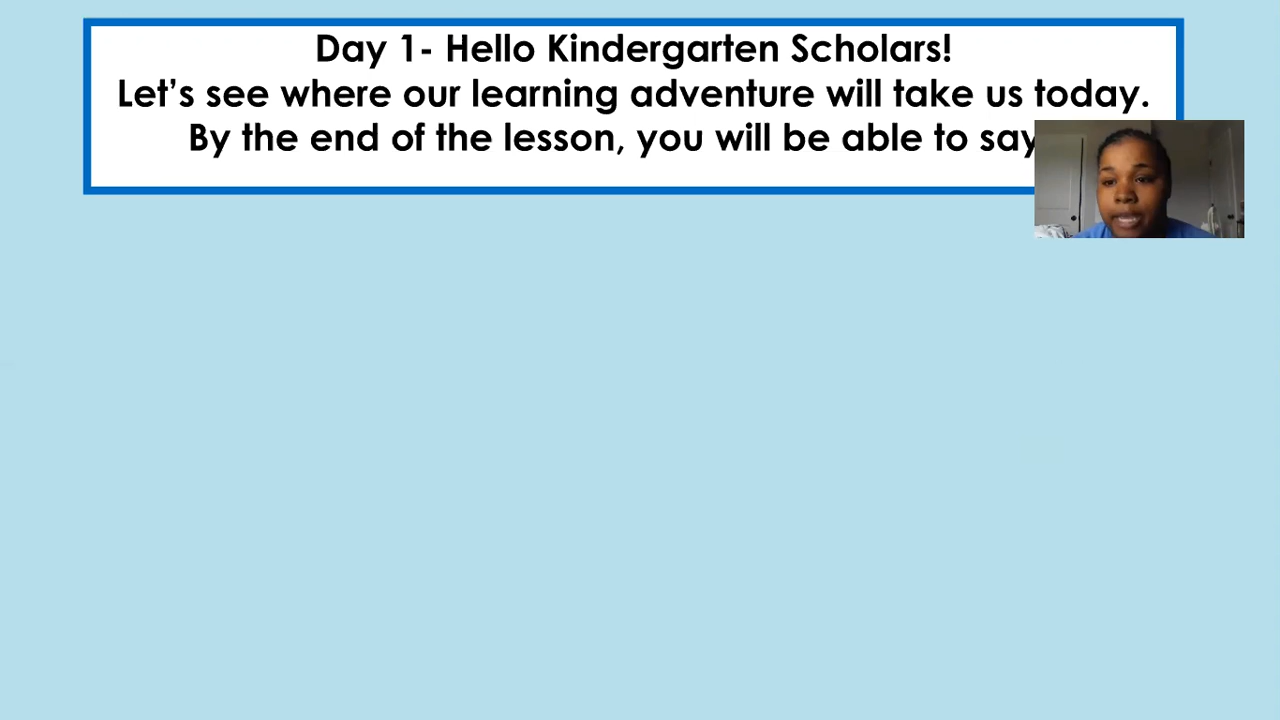 Day 1- Hello Kindergarten Scholars!
Let's see where our learning adventure will take us today.
By the end of the lesson, you will be able to say